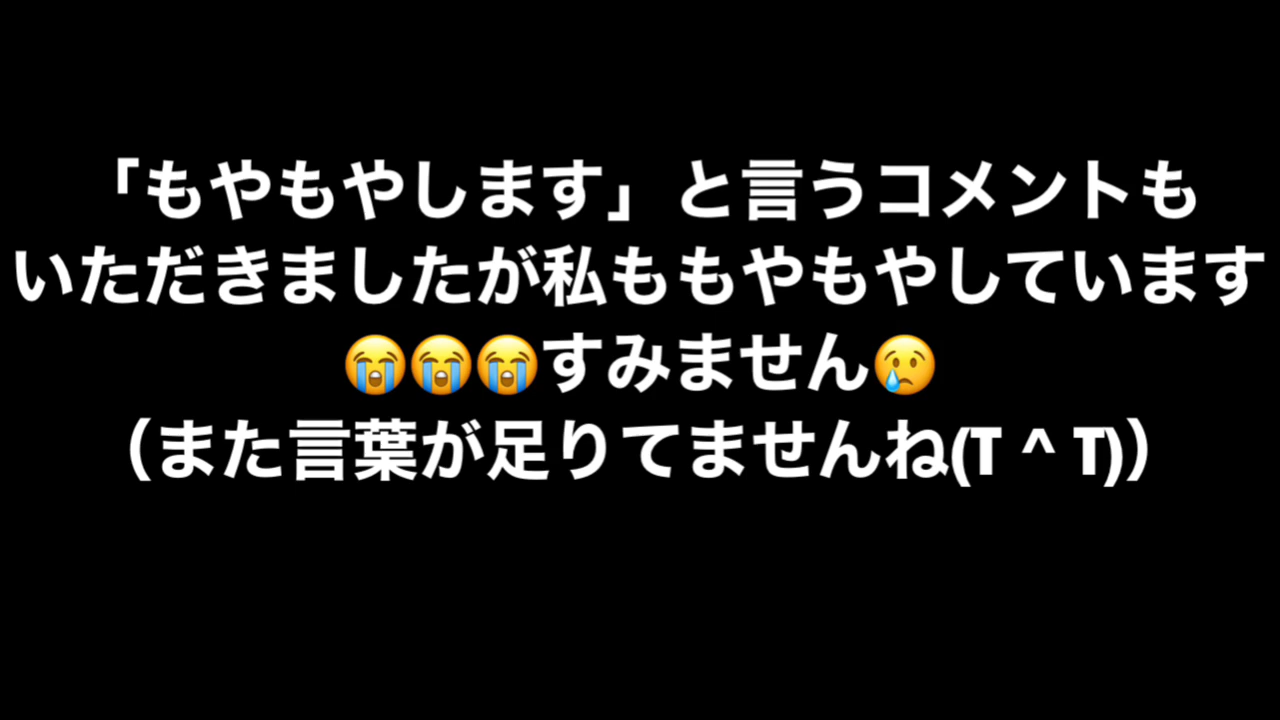 「もやもやします」と言うコメントも
いただきましたが私ももやもやしています
😭😭😭すみません😢
（また言葉が足りてませんね(T ^ T)）